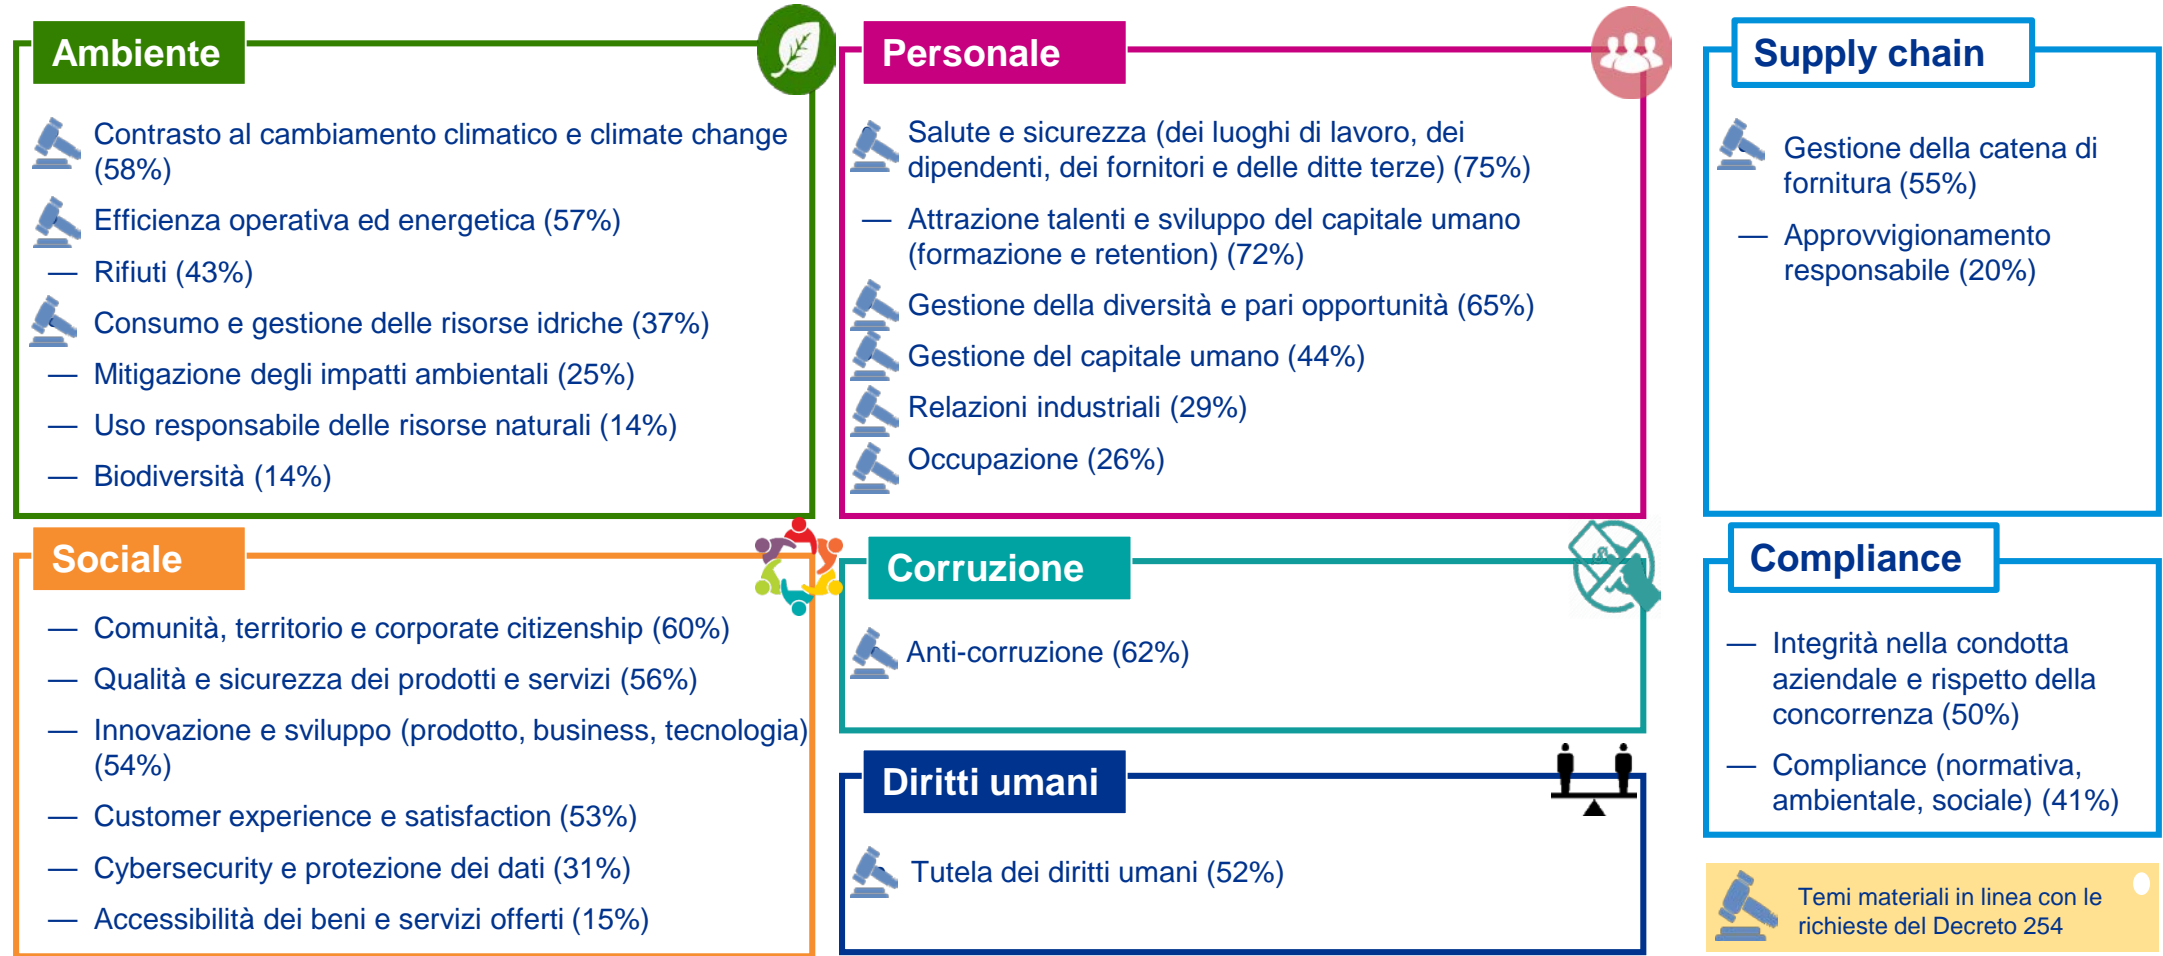 Ambiente
Contrasto al cambiamento climatico e climate change
(58%)
Efficienza operativa ed energetica (57%)
— Rifiuti (43%)
Consumo e gestione delle risorse idriche (37%)
— Mitigazione degli impatti ambientali (25%)
— Uso responsabile delle risorse naturali (14%)
— Biodiversità (14%)
Personale
Salute e sicurezza (dei luoghi di lavoro, dei
dipendenti, dei fornitori e delle ditte terze) (75%)
— Attrazione talenti e sviluppo del capitale umano
(formazione e retention) (72%)
Gestione della diversità e pari opportunità (65%)
Gestione del capitale umano (44%)
Relazioni industriali (29%)
Occupazione (26%)
Supply chain
Gestione della catena di
fornitura (55%)
— Approvvigionamento
responsabile (20%)
Sociale
— Comunità, territorio e corporate citizenship (60%)
— Qualità e sicurezza dei prodotti e servizi (56%)
— Innovazione e sviluppo (prodotto, business, tecnologia)
(54%)
— Customer experience e satisfaction (53%)
— Cybersecurity e protezione dei dati (31%)
— Accessibilità dei beni e servizi offerti (15%)
Corruzione
Anti-corruzione (62%)
Diritti umani
Tutela dei diritti umani (52%)
Compliance
— Integrità nella condotta
aziendale e rispetto della
concorrenza (50%)
— Compliance (normativa,
ambientale, sociale) (41%)
Temi materiali in linea con le
richieste del Decreto 254